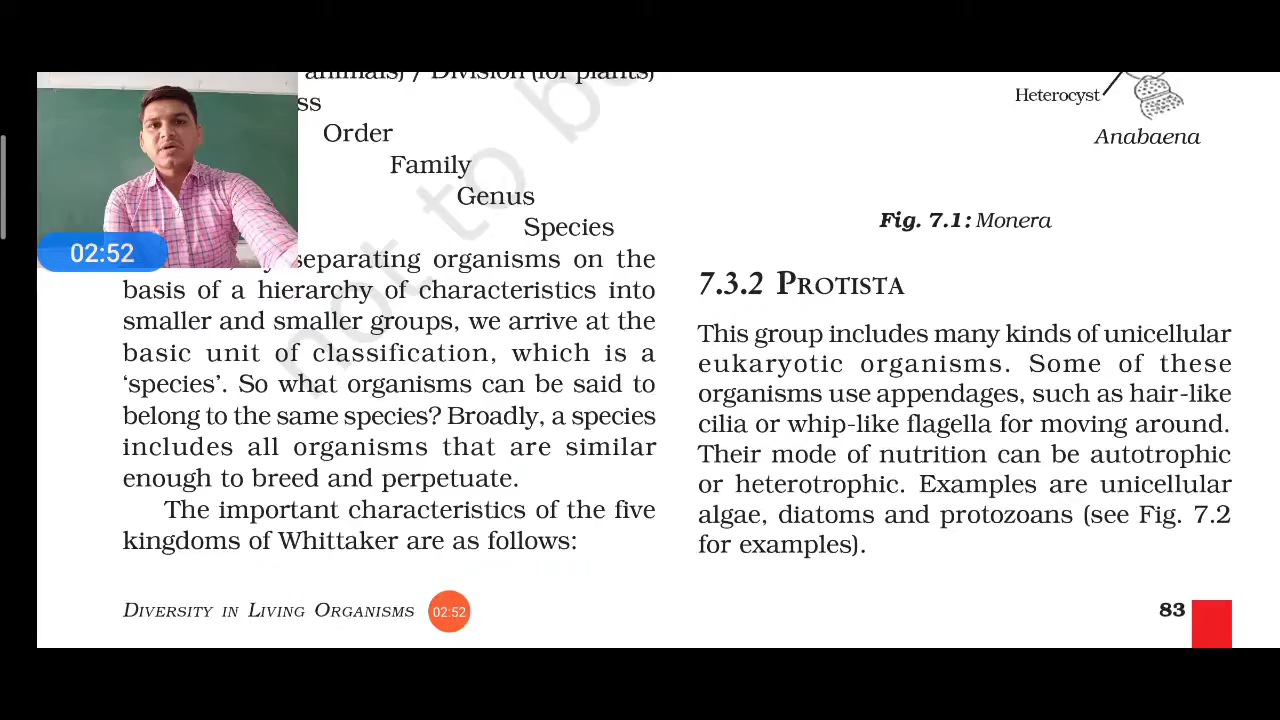 animals) / Division (for plants)
ss
Order
Family
Genus
Species
separating organisms on the
basis of a hierarchy of characteristics into
smaller and smaller groups, we arrive at the
basic unit of classification, which is a
‘species’. So what organisms can be said to
belong to the same species? Broadly, a species
includes all organisms that are similar
enough to breed and perpetuate.
The important characteristics of the five
kingdoms of Whittaker are as follows:
DIVERSITY IN LIVING ORGANISMS
02:52
02:52
not to b
Heterocyst
Anabaena
Fig. 7.1: Monera
7.3.2 PROTISTA
This group includes many kinds of unicellular
eukaryotic organisms. Some of these
organisms use appendages, such as hair-like
cilia or whip-like flagella for moving around.
Their mode of nutrition can be autotrophic
or heterotrophic. Examples are unicellular
algae, diatoms and protozoans (see Fig. 7.2
for examples).
83